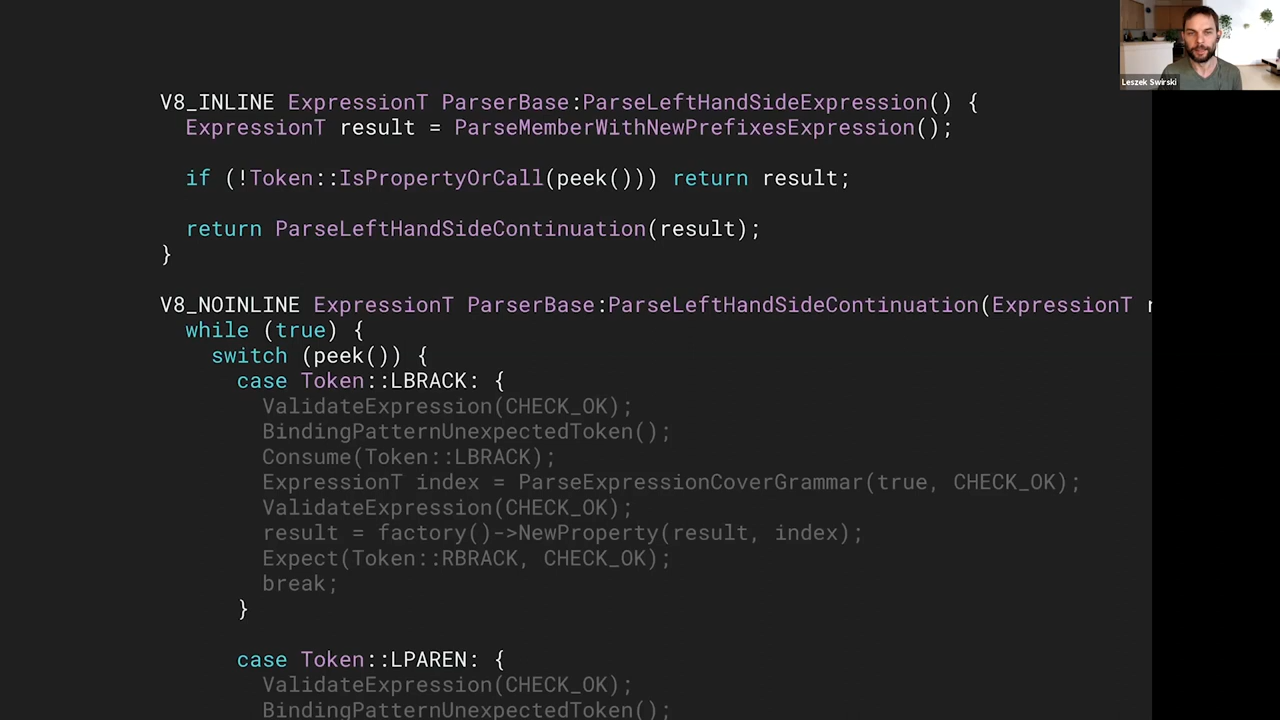 Leszek Swirski
V8_INLINE ExpressionT ParserBase:ParseLeftHandSideExpression() {
  ExpressionT result = ParseMemberWithNewPrefixesExpression();

  if (!Token::IsPropertyOrCall(peek())) return result;

  return ParseLeftHandSideContinuation(result);
}

V8_NOINLINE ExpressionT ParserBase:ParseLeftHandSideContinuation(ExpressionT
  while (true) {
    switch (peek()) {
      case Token::LBRACK: {
        ValidateExpression(CHECK_OK);
        BindingPatternUnexpectedToken();
        Consume(Token::LBRACK);
        ExpressionT index = ParseExpressionCoverGrammar(true, CHECK_OK);
        ValidateExpression(CHECK_OK);
        result = factory()->NewProperty(result, index);
        Expect(Token::RBRACK, CHECK_OK);
        break;
      }

      case Token::LPAREN: {
        ValidateExpression(CHECK_OK);
        BindingPatternUnexpectedToken();